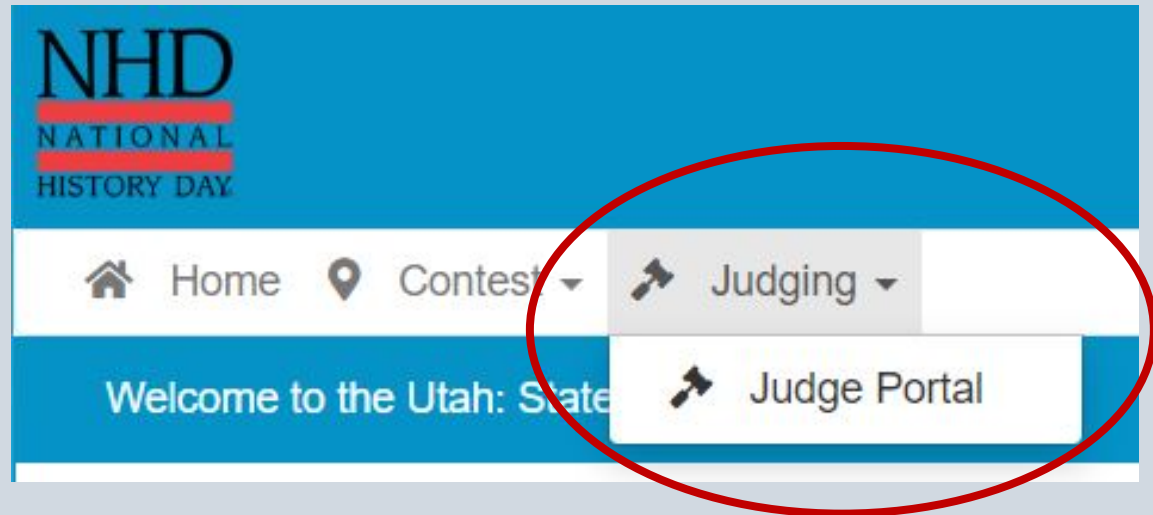 NHD
NATIONAL
HISTORY DAY
Home Contest Judging
Welcome to the Utah: State
Judge Portal